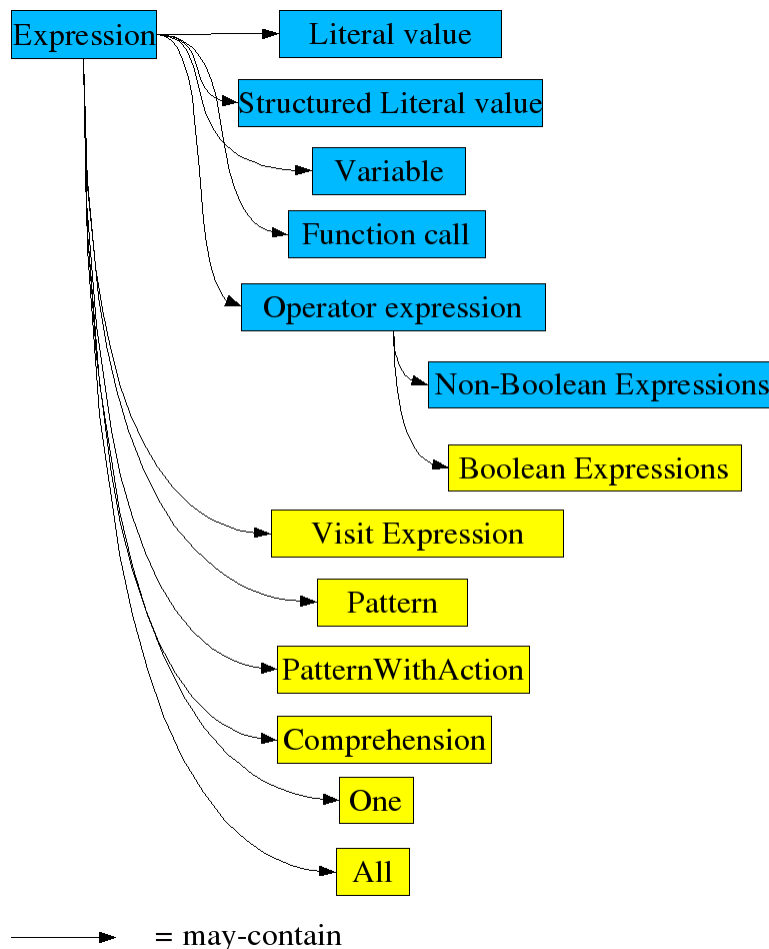 Expression
Literal value
Structured Literal value
Variable
Function call
Operator expression
Non-Boolean Expressions
Boolean Expressions
Visit Expression
Pattern
PatternWithAction
Comprehension
One
All
= may-contain